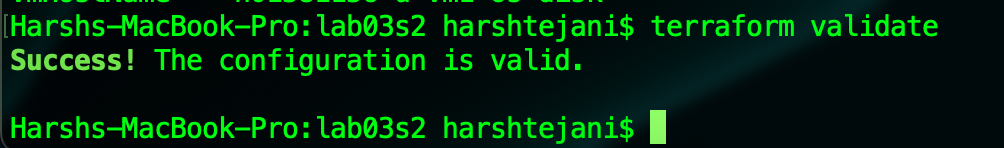 Harshs-MacBook-Pro:lab03s2 harshtejani$ terraform validate
Success! The configuration is valid.
Harshs-MacBook-Pro:lab03s2 harshtejani$